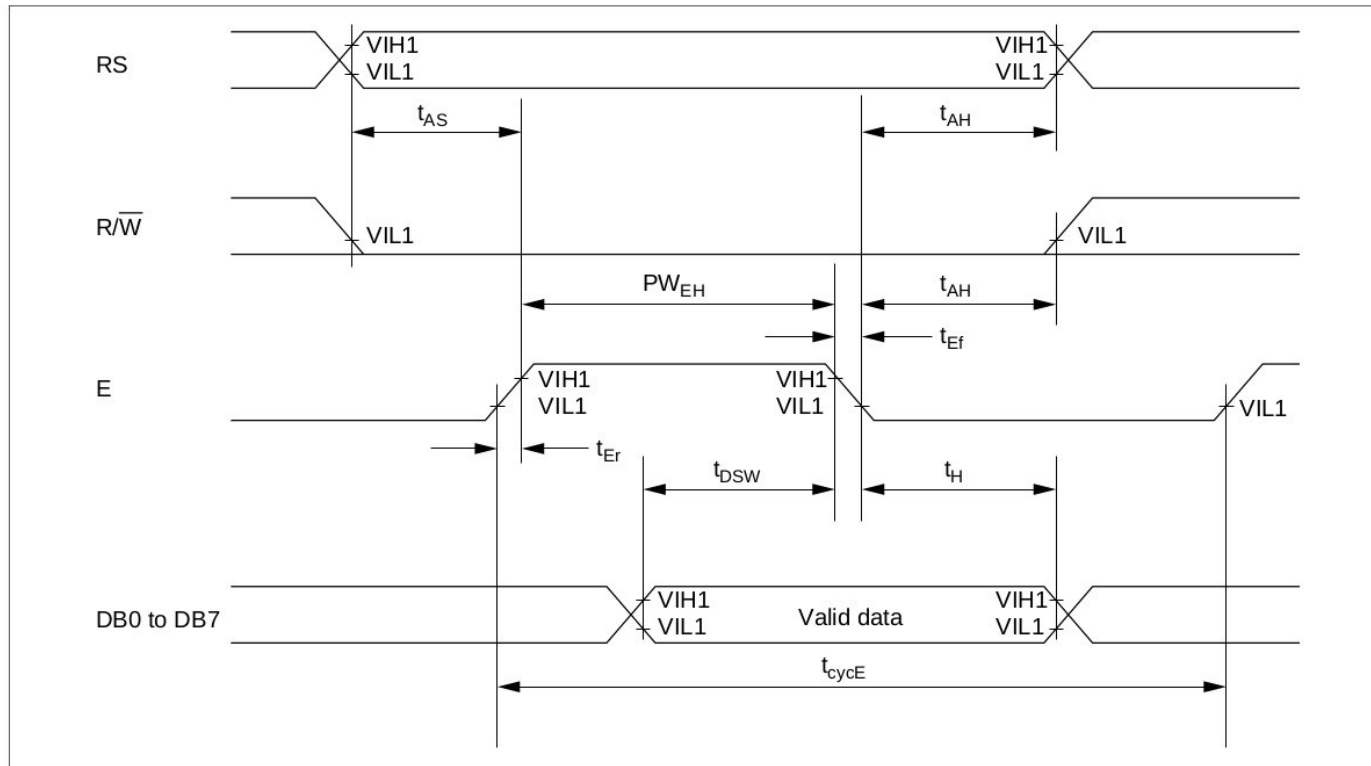 RS
VIH1
VIL1
VIH1
VIL1
tAS
tAH
R/W̅
VIL1
VIL1
PWEH
tAH
tEf
E
VIH1
VIL1
VIH1
VIL1
VIL1
tEr
tDSW
tH
DB0 to DB7
VIH1
VIL1
Valid data
VIH1
VIL1
tcycE